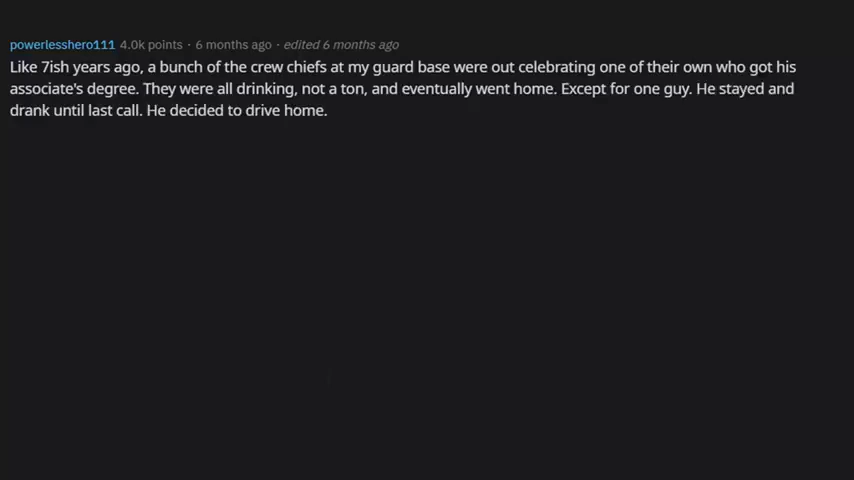 powerlesshero111 4.0k points · 6 months ago · edited 6 months ago
Like 7ish years ago, a bunch of the crew chiefs at my guard base were out celebrating one of their own who got his
associate's degree. They were all drinking, not a ton, and eventually went home. Except for one guy. He stayed and
drank until last call. He decided to drive home.